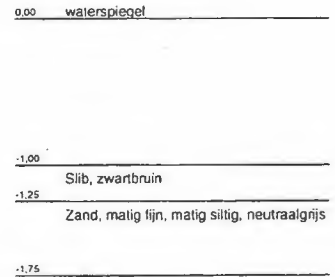 0,00 waterspiegel
-1,00
Slib, zwartbruin
-1,25
Zand, matig fijn, matig siltig, neutraalgrijs
-1,75